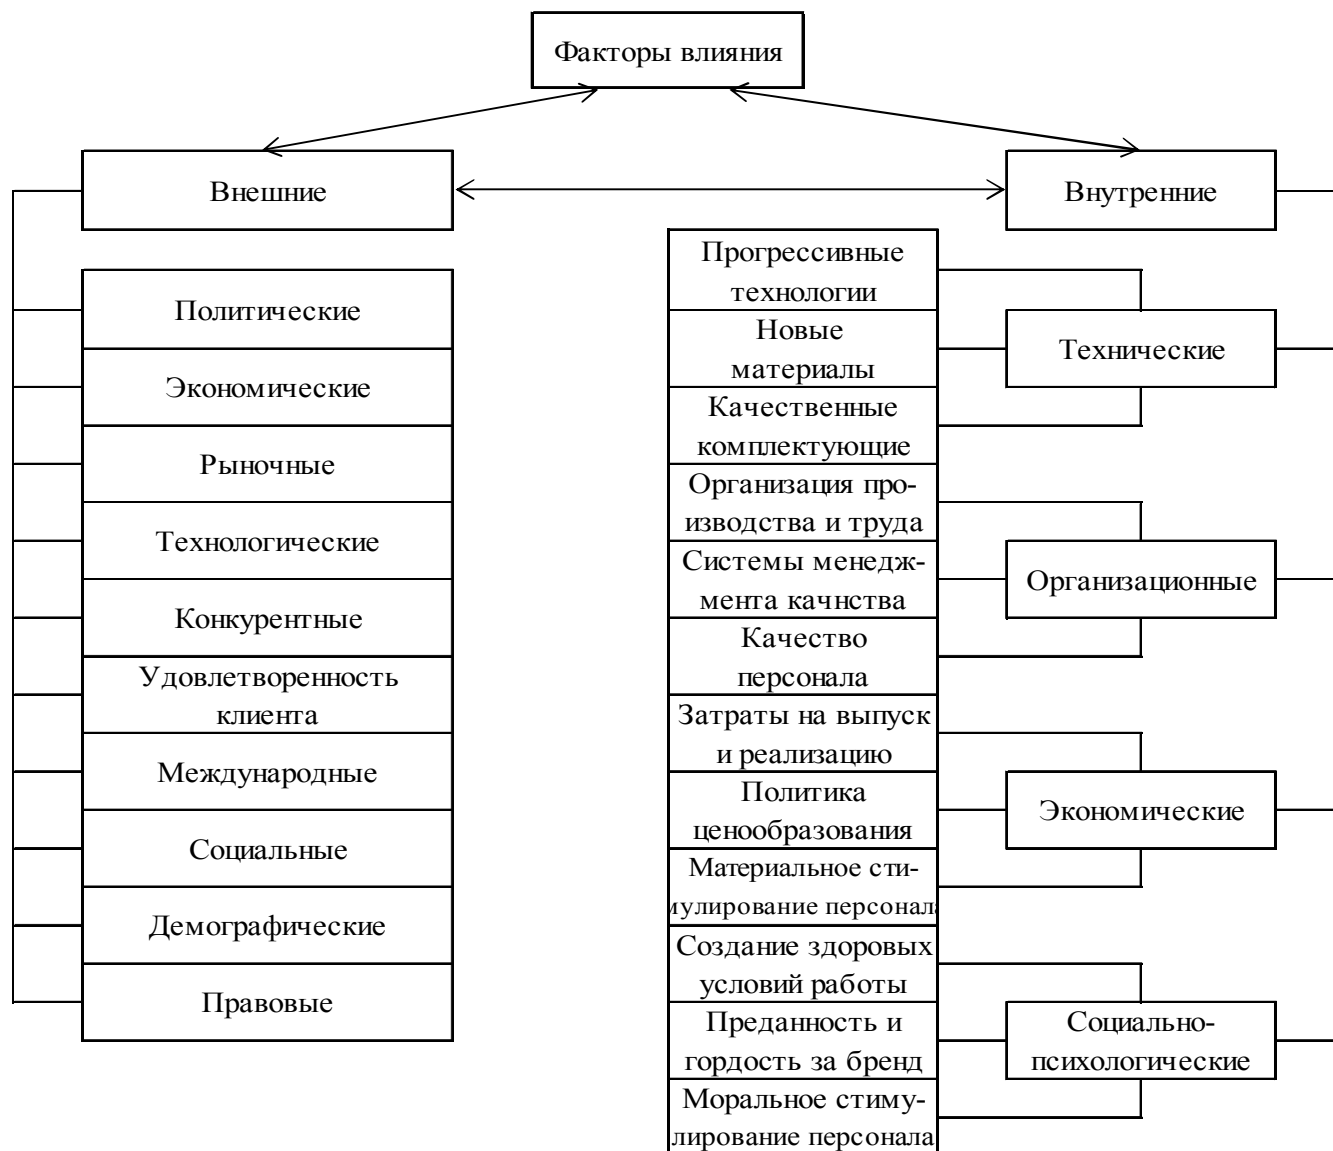 Факторы влияния
Внешние
Внутренние
Политические
Экономические
Рыночные
Технологические
Конкурентные
Удовлетворенность
клиента
Международные
Социальные
Демографические
Правовые
Прогрессивные
технологии
Новые
материалы
Качественные
комплектующие
Организация про-
изводства и труда
Системы менедж-
мента качнства
Качество
персонала
Затраты на выпуск
и реализацию
Политика
ценообразования
Материальное сти-
мулирование персонала
Создание здоровых
условий работы
Преданность и
гордость за бренд
Моральное стиму-
лирование персонала
Технические
Организационные
Экономические
Социально-
психологические